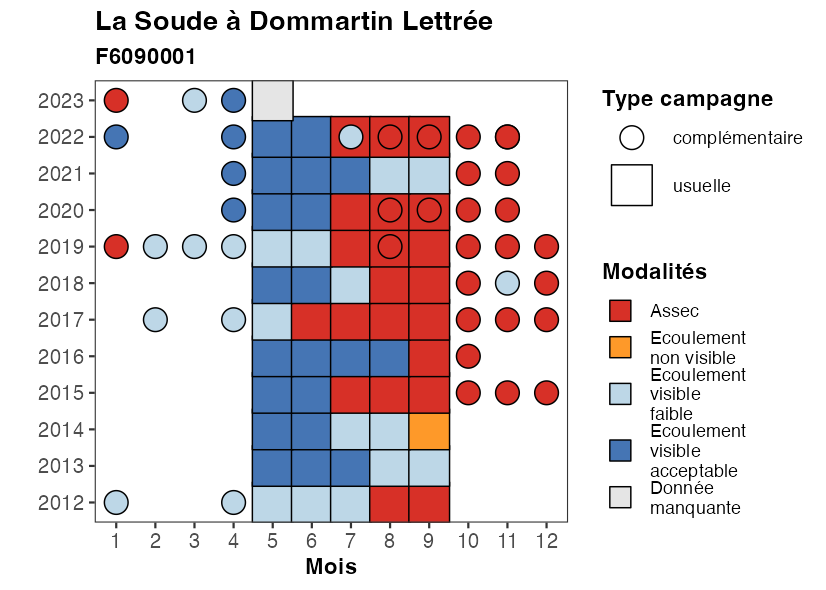 La Soude à Dommartin Lettrée
F6090001
2023
2022
2021
2020
2019
2018
2017
2016
2015
2014
2013
2012
1 2 3 4 5 6 7 8 9 10 11 12
Mois
Type campagne
complémentaire
usuelle
Modalités
Assec
Ecoulement
non visible
Ecoulement
visible
faible
Ecoulement
visible
acceptable
Donnée
manquante